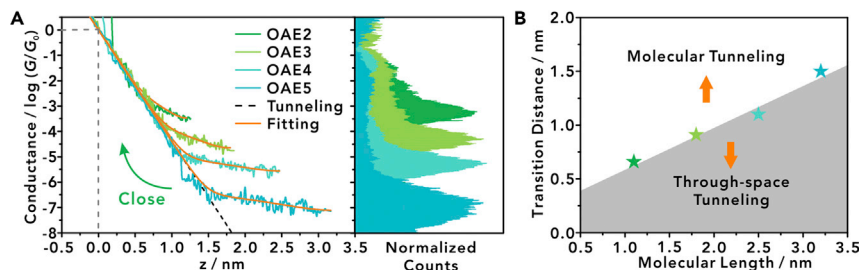 A
0
-1
-2
-3
-4
-5
-6
-7
-8
Conductance / log (G/G₀)
OAE2
OAE3
OAE4
OAE5
Tunneling
Fitting
Close
-0.5 0.0 0.5 1.0 1.5 2.0 2.5 3.0 3.5
z / nm
Normalized
Counts
B
2.0
1.5
1.0
0.5
0.0
Transition Distance / nm
Molecular Tunneling
Through-space
Tunneling
0.5 1.0 1.5 2.0 2.5 3.0 3.5
Molecular Length / nm